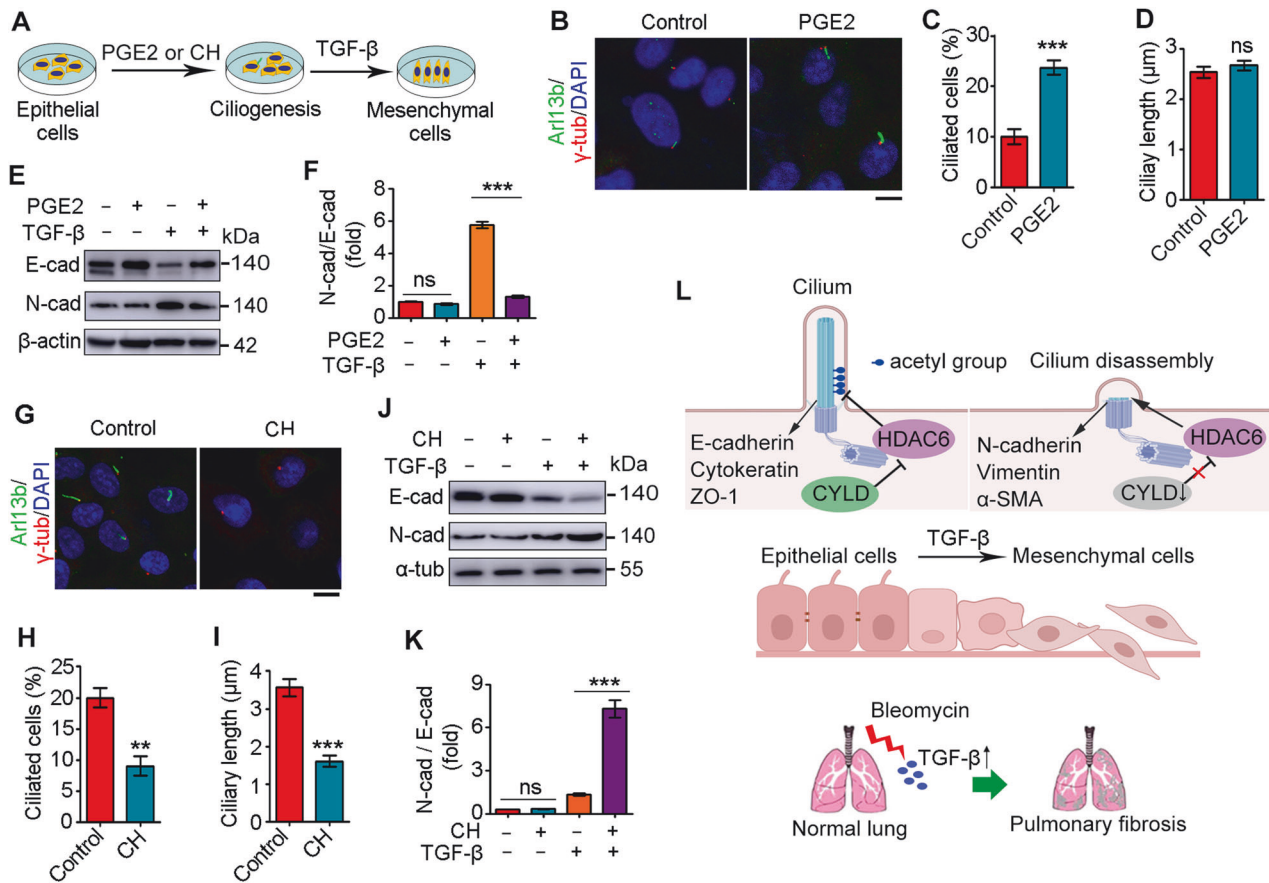 A
PGE2 or CH
TGF-β
Epithelial
cells
Ciliogenesis
Mesenchymal
cells
B
Control
PGE2
Arl13b/
γ-tub/DAPI
C
Ciliated cells (%)
30
20
10
0
***
Control
PGE2
D
Ciliay length (μm)
3
2
1
0
ns
Control
PGE2
E
PGE2 – + – +
TGF-β – – + +
kDa
E-cad
140
N-cad
140
β-actin
42
F
N-cad/E-cad
(fold)
8
6
4
2
0
ns
***
PGE2 – + – +
TGF-β – – + +
G
Control
CH
Arl13b/
γ-tub/DAPI
H
Ciliated cells (%)
25
20
15
10
5
0
**
Control
CH
I
Ciliary length (μm)
4
3
2
1
0
***
Control
CH
J
CH – + – +
TGF-β – – + +
kDa
E-cad
140
N-cad
140
α-tub
55
K
N-cad / E-cad
(fold)
9
6
3
0
ns
***
CH – + – +
TGF-β – – + +
L
Cilium
acetyl group
Cilium disassembly
E-cadherin
Cytokeratin
ZO-1
HDAC6
CYLD
N-cadherin
Vimentin
α-SMA
HDAC6
CYLD↓
Epithelial cells
TGF-β
Mesenchymal cells
Bleomycin
TGF-β↑
Normal lung
Pulmonary fibrosis